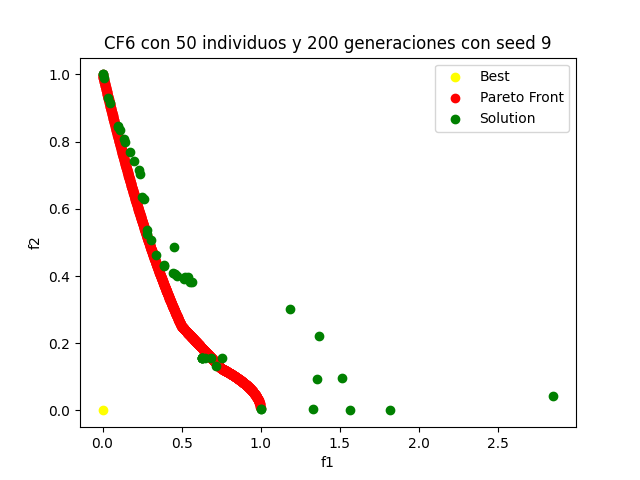 CF6 con 50 individuos y 200 generaciones con seed 9
Best
Pareto Front
Solution
1.0
0.8
0.6
0.4
0.2
0.0
f2
0.0 0.5 1.0 1.5 2.0 2.5
f1